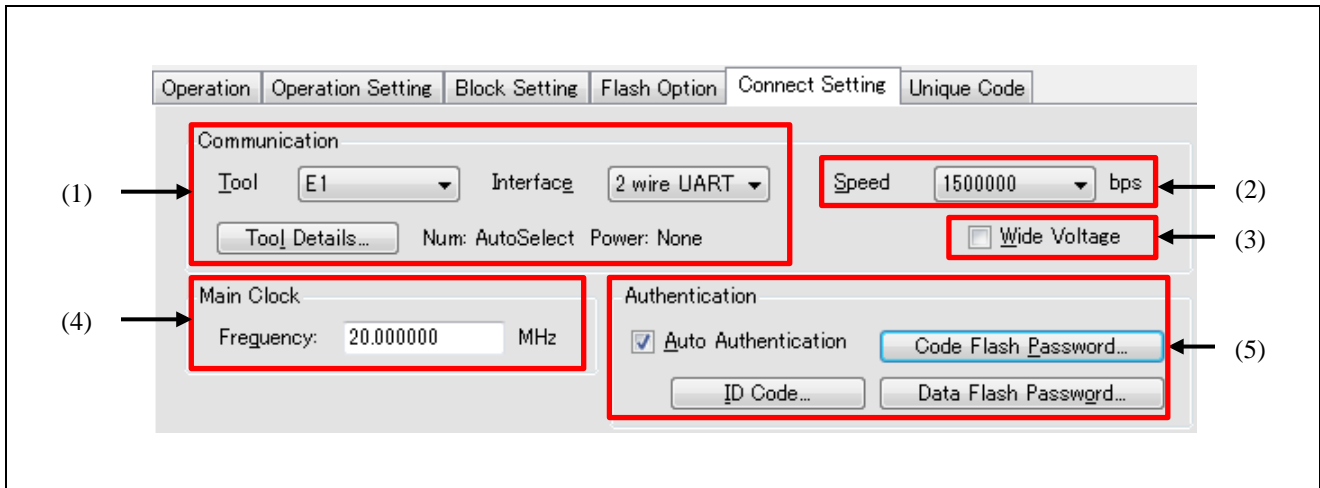 Operation Operation Setting Block Setting Flash Option Connect Setting Unique Code
Communication
(1) Tool E1 Interface 2 wire UART Speed 1500000 bps (2)
Tool Details... Num: AutoSelect Power: None Wide Voltage (3)
Main Clock Authentication
(4) Frequency: 20.000000 MHz Auto Authentication Code Flash Password... (5)
ID Code... Data Flash Password...